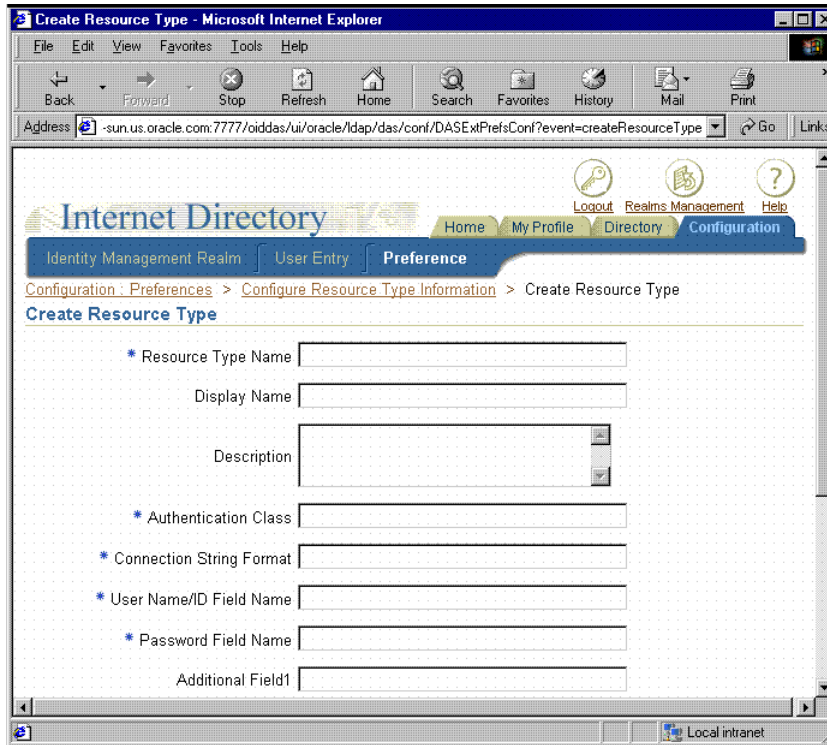 Create Resource Type - Microsoft Internet Explorer
File Edit View Favorites Tools Help
Back Forward Stop Refresh Home Search Favorites History Mail Print
Address -sun.us.oracle.com:7777/oiddas/ui/oracle/ldap/das/conf/DASExtPrefsConf?event=createResourceType Go Links
Internet Directory
Logout Realms Management Help
Home My Profile Directory Configuration
Identity Management Realm User Entry Preference
Configuration : Preferences > Configure Resource Type Information > Create Resource Type
Create Resource Type
* Resource Type Name
Display Name
Description
* Authentication Class
* Connection String Format
* User Name/ID Field Name
* Password Field Name
Additional Field1
Local intranet